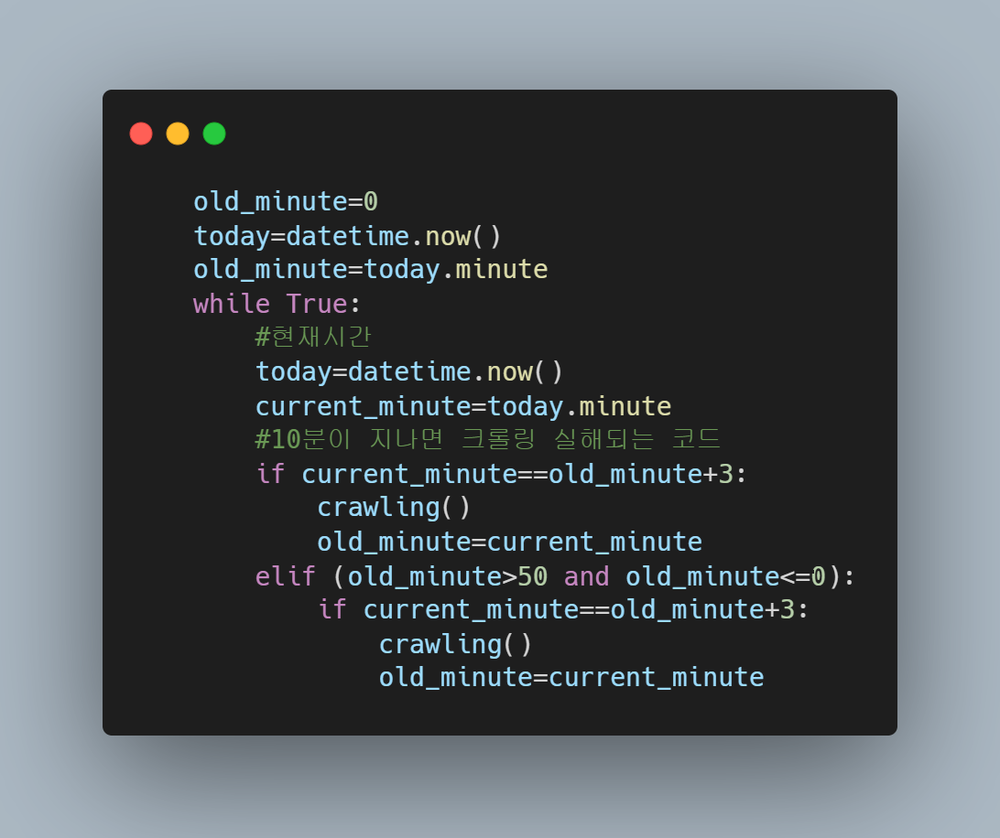 old_minute=0
today=datetime.now()
old_minute=today.minute
while True:
#현재시간
today=datetime.now()
current_minute=today.minute
#10분이 지나면 크롤링 실해되는 코드
if current_minute==old_minute+3:
crawling()
old_minute=current_minute
elif (old_minute>50 and old_minute<=0):
if current_minute==old_minute+3:
crawling()
old_minute=current_minute